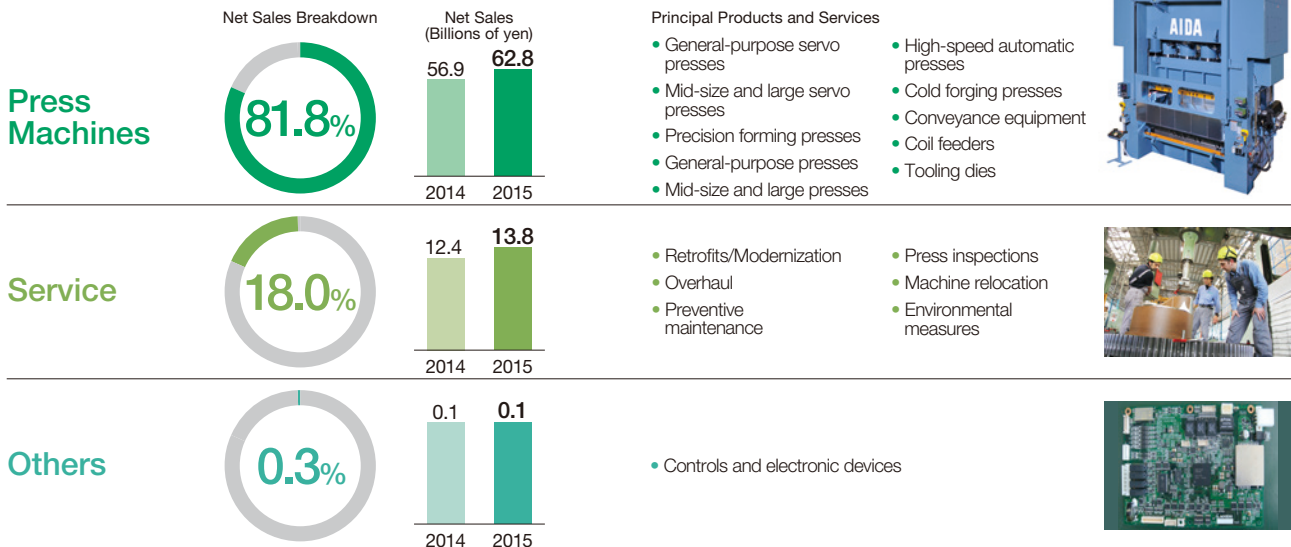 Net Sales Breakdown
Net Sales
(Billions of yen)
Principal Products and Services
Press
Machines
81.8%
56.9
62.8
2014
2015
• General-purpose servo
presses
• Mid-size and large servo
presses
• Precision forming presses
• General-purpose presses
• Mid-size and large presses
• High-speed automatic
presses
• Cold forging presses
• Conveyance equipment
• Coil feeders
• Tooling dies
AIDA
Service
18.0%
12.4
13.8
2014
2015
• Retrofits/Modernization
• Overhaul
• Preventive
maintenance
• Press inspections
• Machine relocation
• Environmental
measures
Others
0.3%
0.1
0.1
2014
2015
• Controls and electronic devices